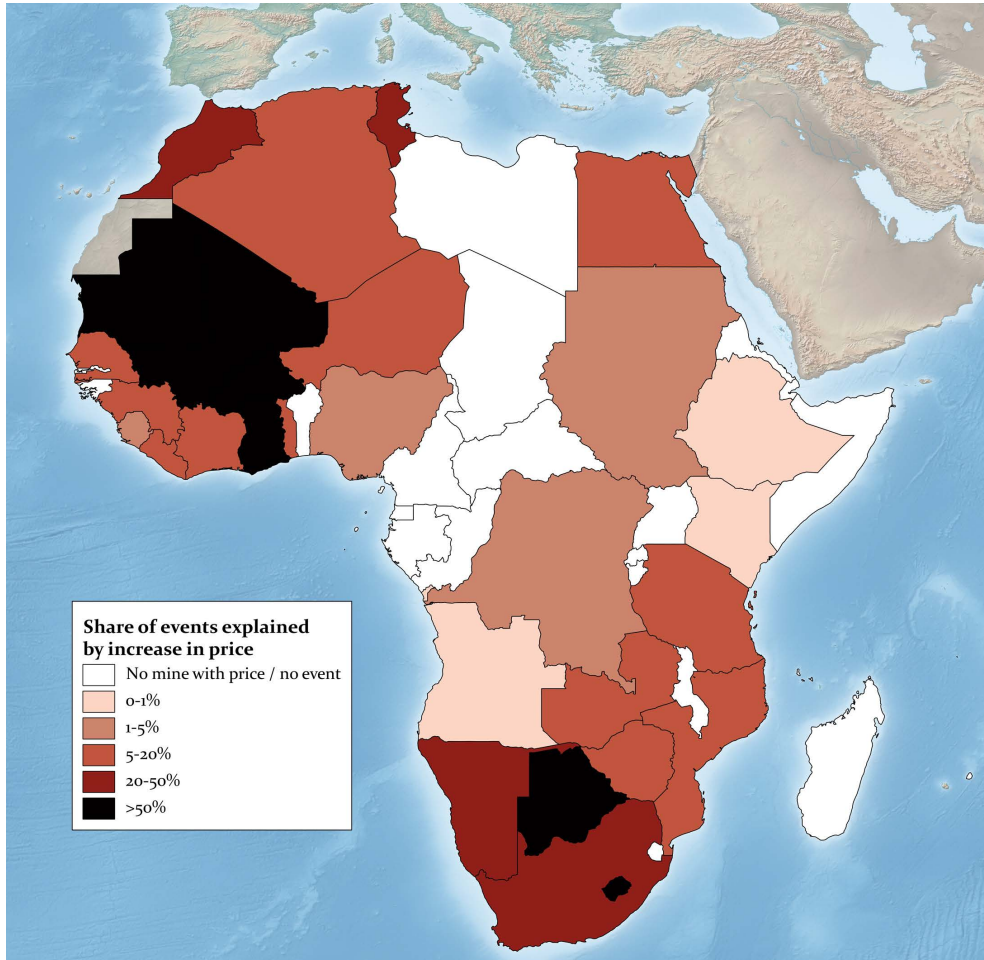 Share of events explained
by increase in price
No mine with price / no event
0-1%
1-5%
5-20%
20-50%
>50%